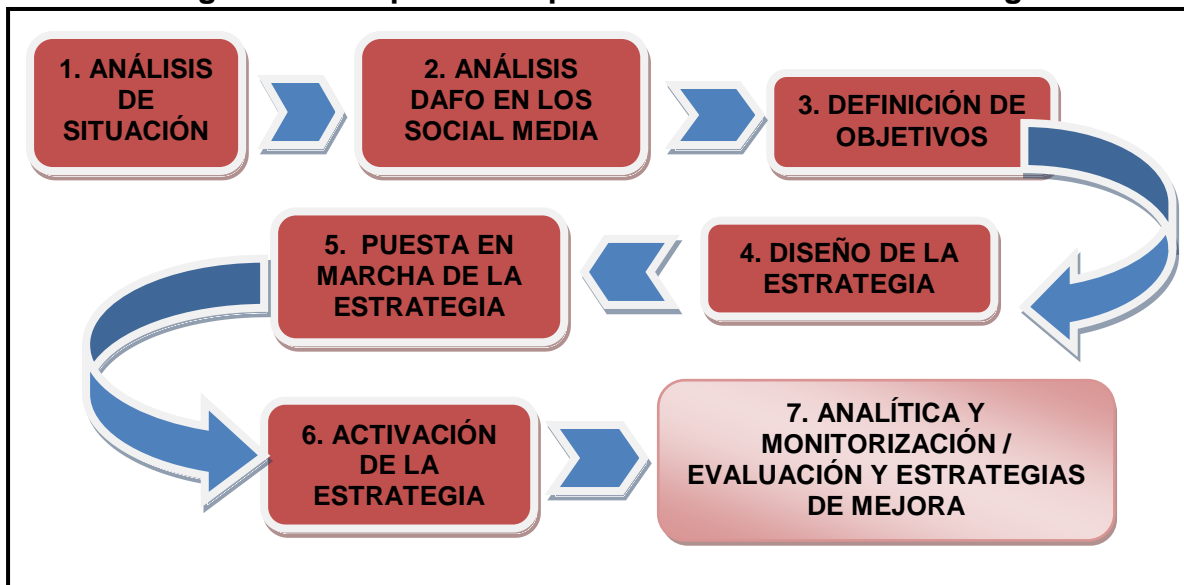 1. ANÁLISIS
DE
SITUACIÓN
2. ANÁLISIS
DAFO EN LOS
SOCIAL MEDIA
3. DEFINICIÓN DE
OBJETIVOS
4. DISEÑO DE LA
ESTRATEGIA
5. PUESTA EN
MARCHA DE LA
ESTRATEGIA
6. ACTIVACIÓN
DE LA
ESTRATEGIA
7. ANALÍTICA Y
MONITORIZACIÓN /
EVALUACIÓN Y ESTRATEGIAS
DE MEJORA